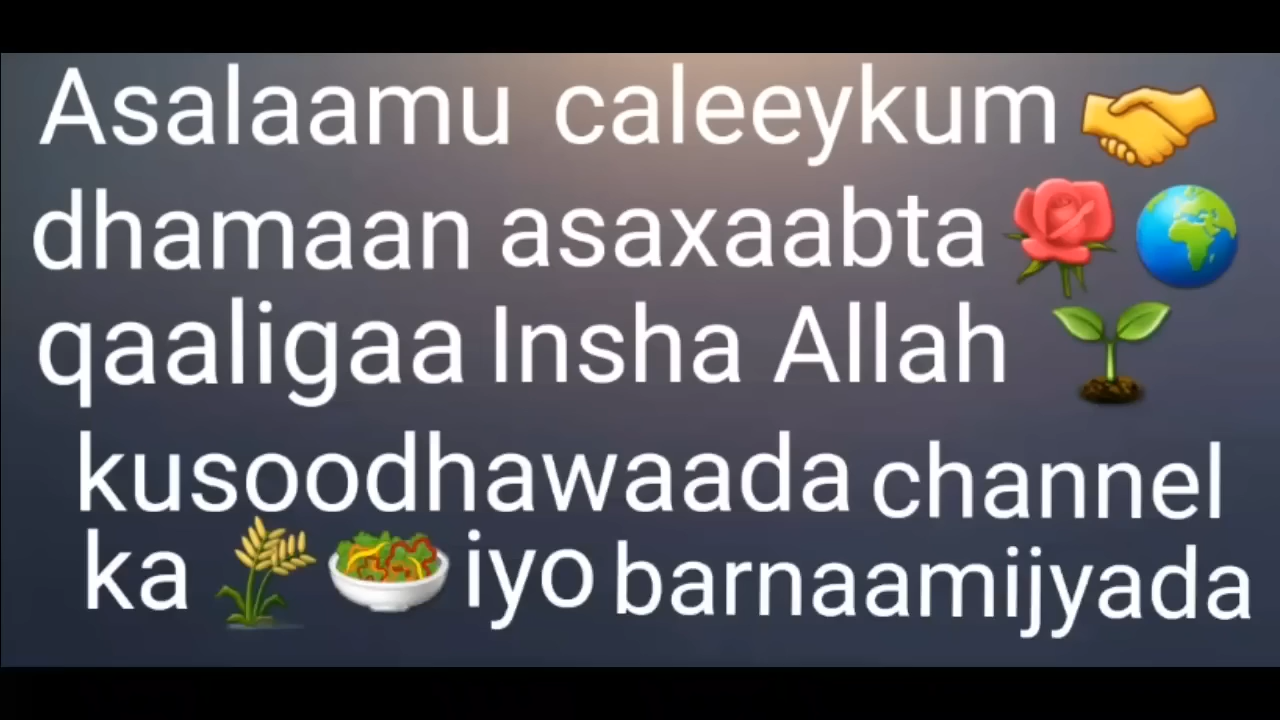 Asalaamu caleeykum 🤝
dhamaan asaxaabta 🌹 🌍
qaaligaa Insha Allah 🌱
kusoodhawaada channel
ka 🌾 🥗 iyo barnaamijyada